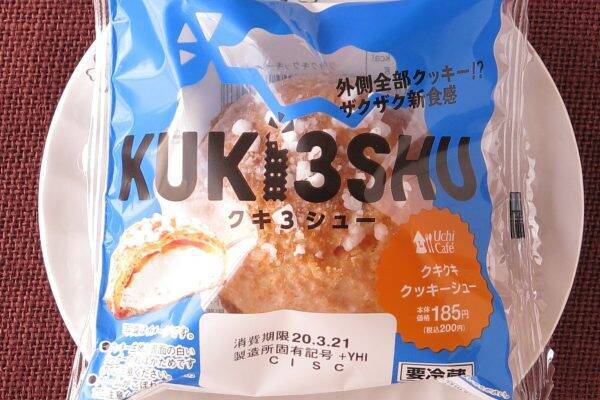 外側全部クッキー!?
ザクザク新食感
KUKI3SHU
クキ3シュー
Uchi
Café
クキクキ
クッキーシュー
本体
価格185円
(税込200円)
消費期限20.3.21
製造所固有記号 +YHI
CISC
要冷蔵